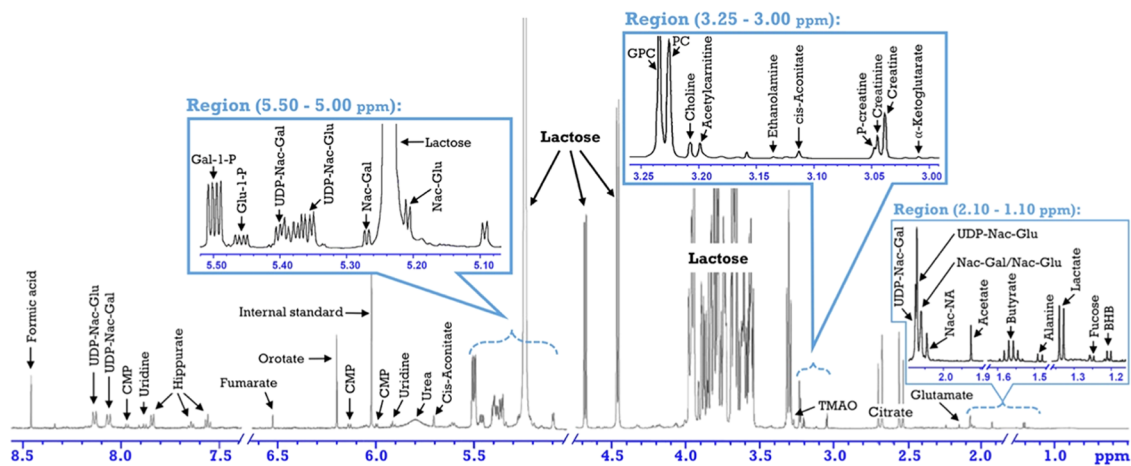 Region (3.25 - 3.00 ppm):
GPC
PC
Choline
Acetylcarnitine
Ethanolamine
cis-Aconitate
P-creatine
Creatinine
Creatine
α-Ketoglutarate
3.25
3.20
3.15
3.10
3.05
3.00
Region (5.50 - 5.00 ppm):
Gal-1-P
Glu-1-P
UDP-Nac-Gal
UDP-Nac-Glu
Nac-Gal
Lactose
Nac-Glu
5.50
5.40
5.30
5.20
5.10
Lactose
Region (2.10 - 1.10 ppm):
UDP-Nac-Gal
UDP-Nac-Glu
Nac-Gal/Nac-Glu
Nac-NA
Acetate
Butyrate
Alanine
Lactate
Fucose
BHB
2.0
1.9
1.6
1.5
1.3
1.2
Lactose
Formic acid
UDP-Nac-Glu
UDP-Nac-Gal
CMP
Uridine
Hippurate
Fumarate
Orotate
Internal standard
CMP
CMP
Uridine
Urea
Cis-Aconitate
TMAO
Citrate
Glutamate
8.5
8.0
7.5
6.5
6.0
5.5
4.5
4.0
3.5
3.0
2.5
2.0
1.0
ppm